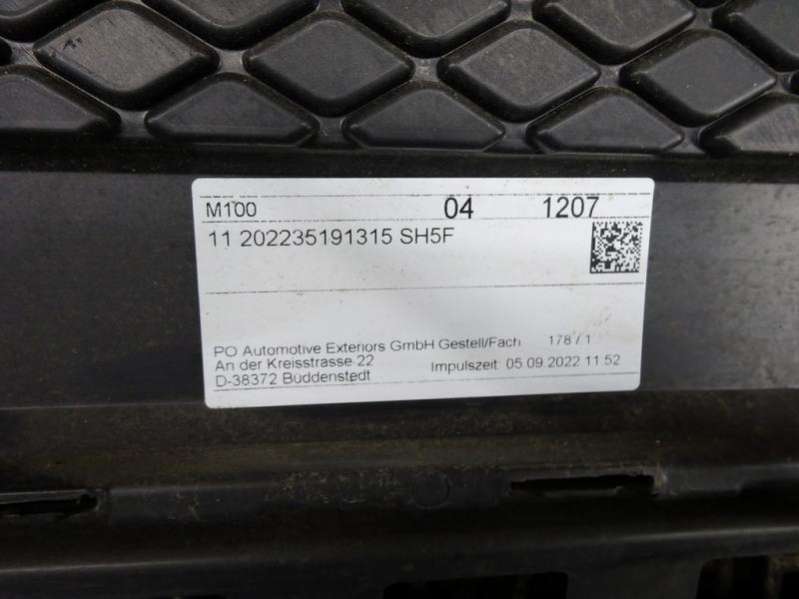 M100 04 1207
11 202235191315 SH5F
PO Automotive Exteriors GmbH Gestell/Fach 178 / 1
An der Kreisstrasse 22 Impulszeit 05.09.2022 11:52
D-38372 Büddenstedt